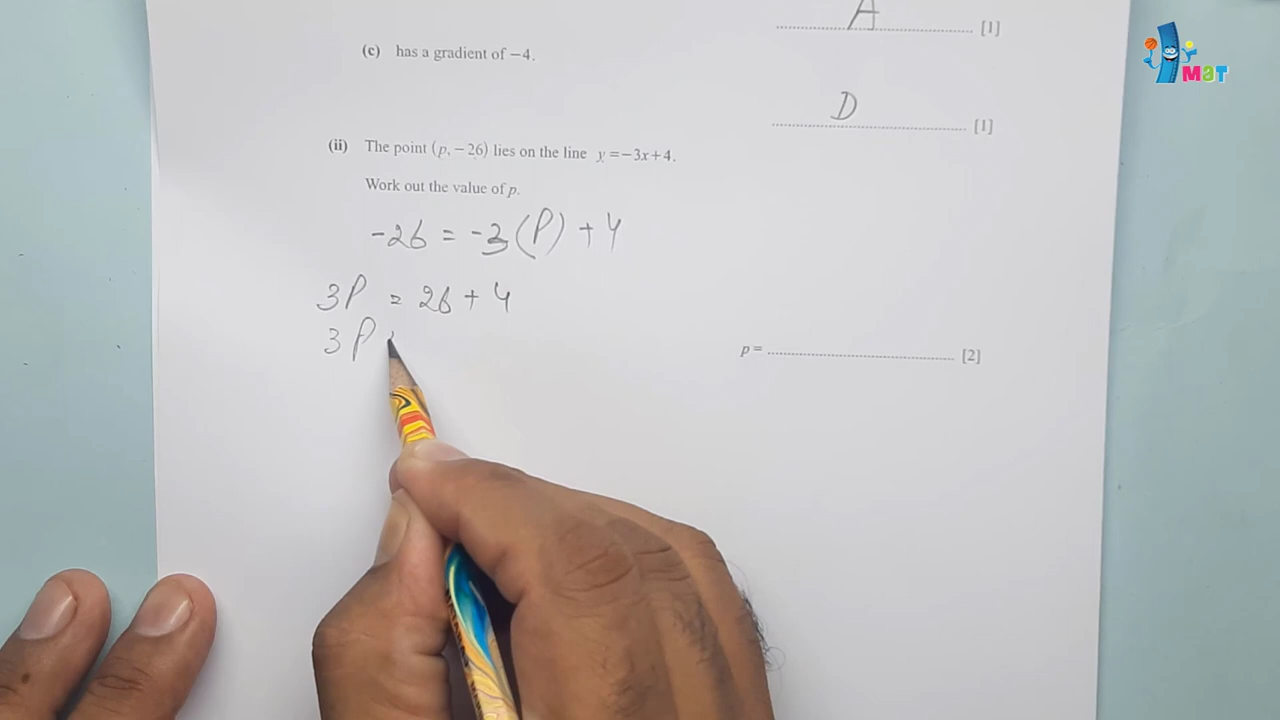 A [1]
(c) has a gradient of −4.
D [1]
(ii) The point (p, −26) lies on the line y = −3x + 4.
Work out the value of p.
-26 = -3(P) + 4
3P = 26 + 4
3P
p = [2]
MaT